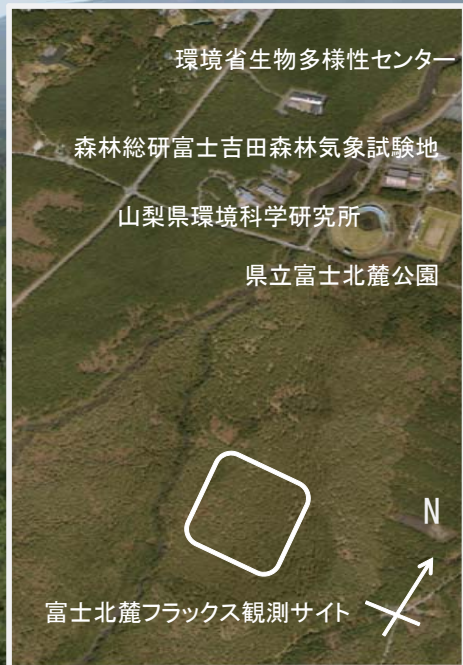 環境省生物多様性センター
森林総研富士吉田森林気象試験地
山梨県環境科学研究所
県立富士北麓公園
N
富士北麓フラックス観測サイト